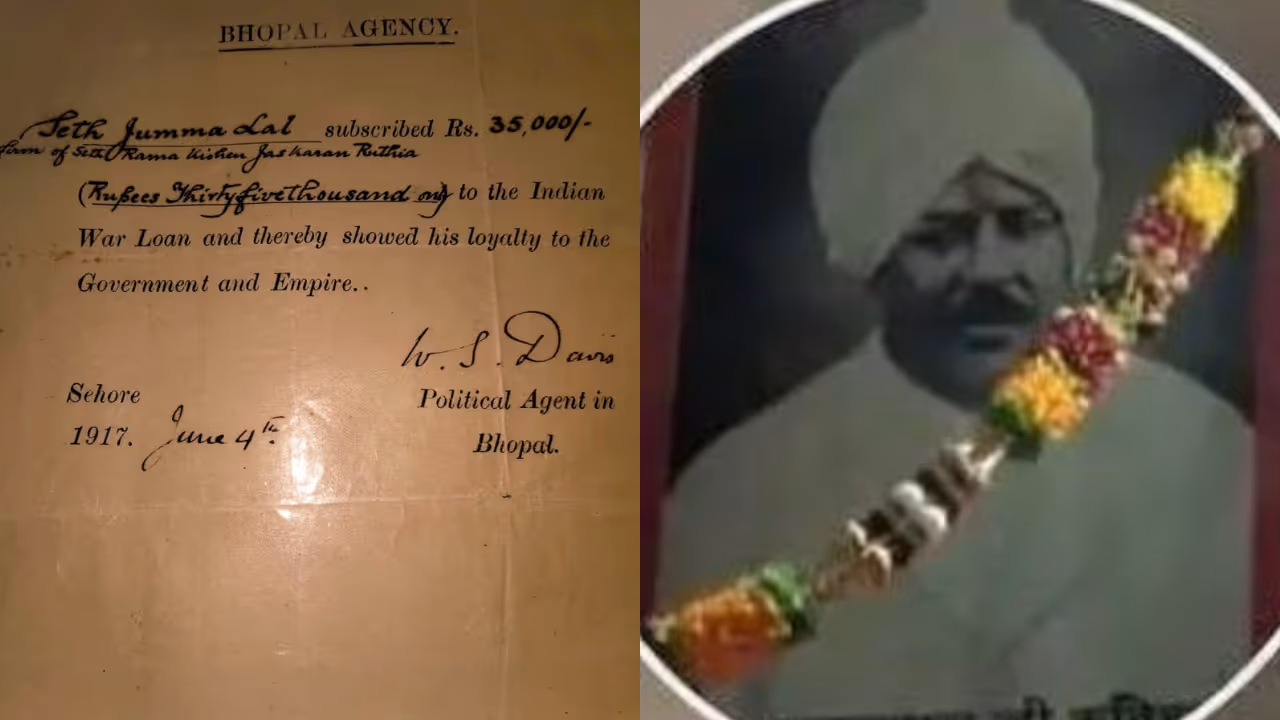 BHOPAL AGENCY.
Seth Jumma Lal subscribed Rs. 35,000/-
firm of Seth Rama Kishen Jaskaran Ruthia
(Rupees Thirtyfivethousand only) to the Indian
War Loan and thereby showed his loyalty to the
Government and Empire..
W. S. Davis
Sehore Political Agent in
1917. June 4th. Bhopal.